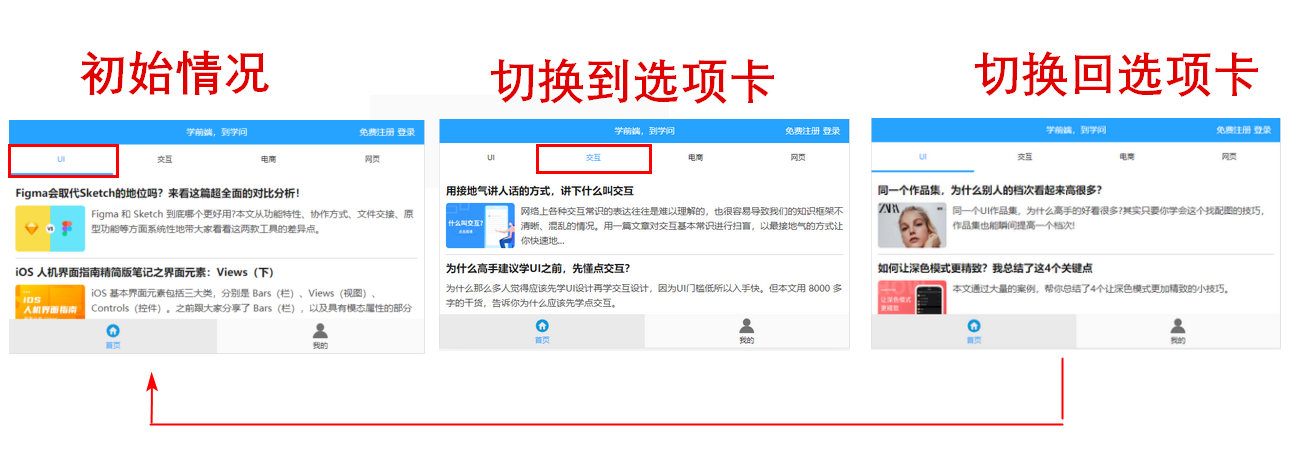 初始情况
切换到选项卡
切换回选项卡
学前端，到学问
免费注册 登录
UI
交互
电商
网页
Figma会取代Sketch的地位吗？来看这篇超全面的对比分析！
VS
Figma 和 Sketch 到底哪个更好用?本文从功能特性、协作方式、文件交接、原
型功能等方面系统性地带大家看看这两款工具的差异点。
iOS 人机界面指南精简版笔记之界面元素：Views（下）
iOS
人机界面指南
iOS 基本界面元素包括三大类，分别是 Bars（栏）、Views（视图）、
Controls（控件）。之前跟大家分享了 Bars（栏），以及具有模态属性的部分
首页
我的
学前端，到学问
免费注册 登录
UI
交互
电商
网页
用接地气讲人话的方式，讲下什么叫交互
什么叫交互?
网络上各种交互常识的表达往往是难以理解的，也很容易导致我们的知识框架不
清晰、混乱的情况。用一篇文章对交互基本常识进行扫盲，以最接地气的方式让
你快速地...
为什么高手建议学UI之前，先懂点交互？
为什么那么多人觉得应该先学UI设计再学交互设计，因为UI门槛低所以入手快。但本文用 8000 多
字的干货，告诉你为什么应该先学点交互。
首页
我的
学前端，到学问
免费注册 登录
UI
交互
电商
网页
同一个作品集，为什么别人的档次看起来高很多？
ZARA
同一个UI作品集，为什么高手的好看很多?其实只要你学会这个找配图的技巧，
作品集也能瞬间提高一个档次!
如何让深色模式更精致？我总结了这4个关键点
让深色模式
更精致
本文通过大量的案例，帮你总结了4个让深色模式更加精致的小技巧。
首页
我的